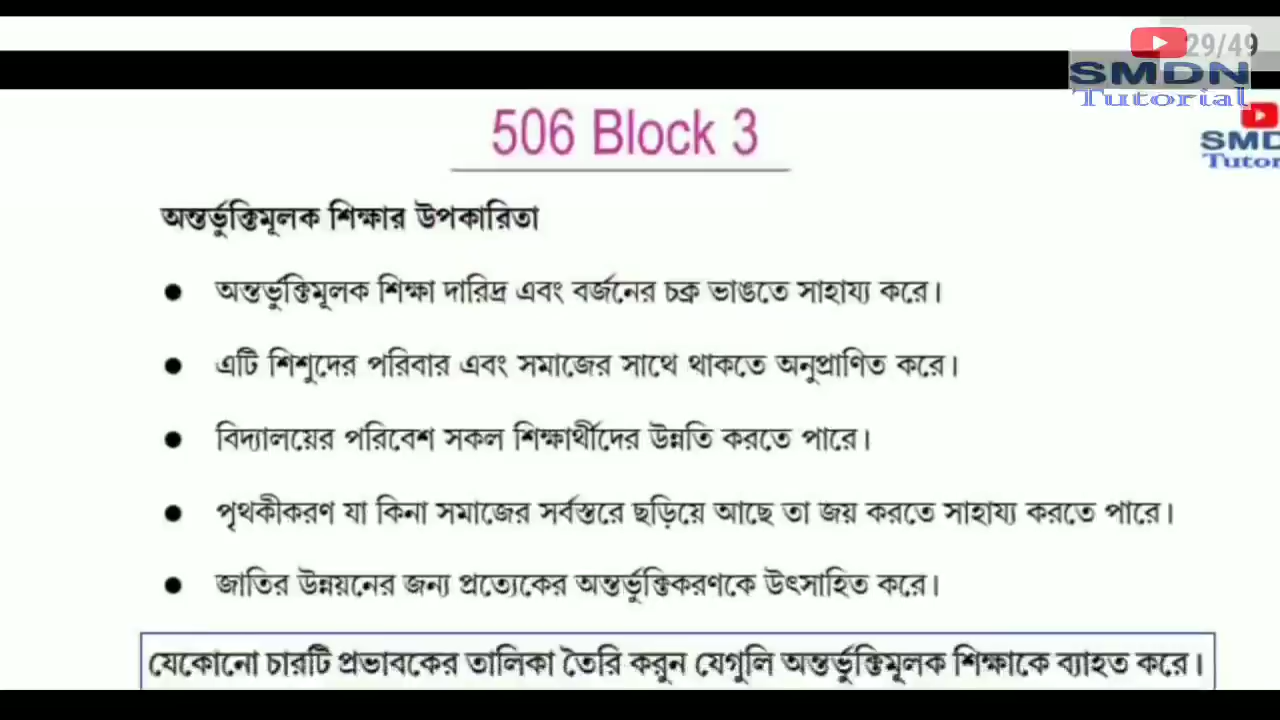 29/49
SMDN
Tutorial
506 Block 3
SMD
Tutor
অন্তর্ভুক্তিমূলক শিক্ষার উপকারিতা
● অন্তর্ভুক্তিমূলক শিক্ষা দারিদ্র এবং বর্জনের চক্র ভাঙতে সাহায্য করে।
● এটি শিশুদের পরিবার এবং সমাজের সাথে থাকতে অনুপ্রাণিত করে।
● বিদ্যালয়ের পরিবেশ সকল শিক্ষার্থীদের উন্নতি করতে পারে।
● পৃথকীকরণ যা কিনা সমাজের সর্বস্তরে ছড়িয়ে আছে তা জয় করতে সাহায্য করতে পারে।
● জাতির উন্নয়নের জন্য প্রত্যেকের অন্তর্ভুক্তিকরণকে উৎসাহিত করে।
যেকোনো চারটি প্রভাবকের তালিকা তৈরি করুন যেগুলি অন্তর্ভুক্তিমূলক শিক্ষাকে ব্যাহত করে।